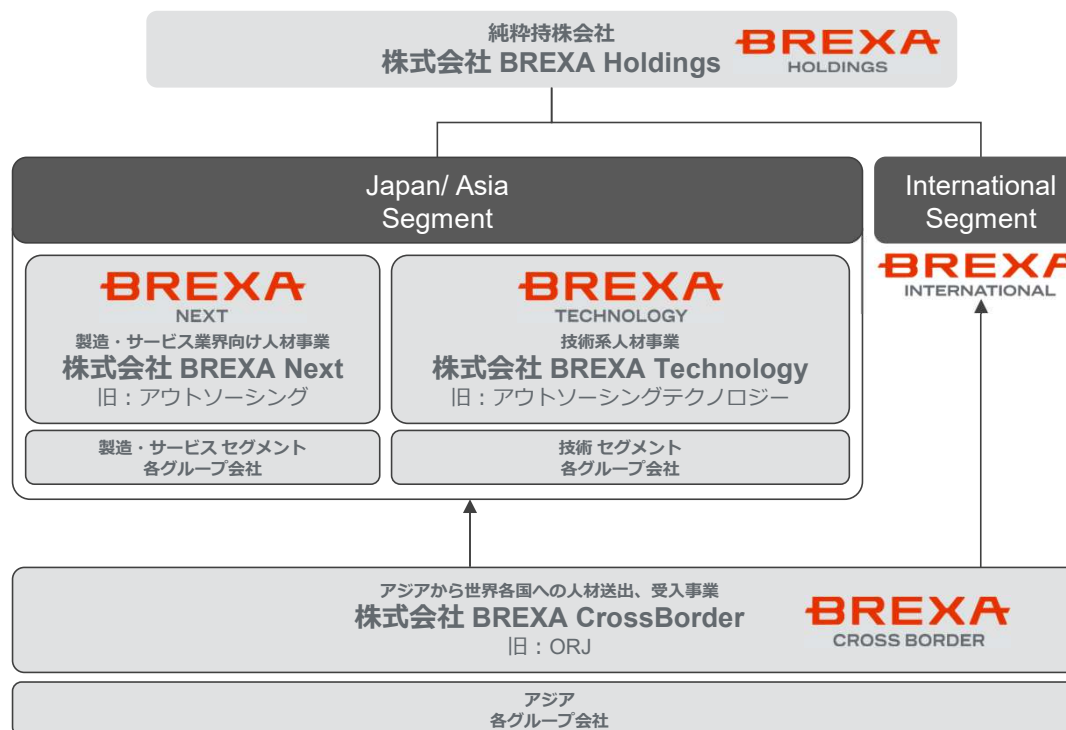 純粋持株会社
株式会社 BREXA Holdings
BREXA
HOLDINGS
Japan/ Asia
Segment
International
Segment
BREXA
NEXT
製造・サービス業界向け人材事業
株式会社 BREXA Next
旧：アウトソーシング
BREXA
TECHNOLOGY
技術系人材事業
株式会社 BREXA Technology
旧：アウトソーシングテクノロジー
BREXA
INTERNATIONAL
製造・サービス セグメント
各グループ会社
技術 セグメント
各グループ会社
アジアから世界各国への人材送出、受入事業
株式会社 BREXA CrossBorder
旧：ORJ
BREXA
CROSS BORDER
アジア
各グループ会社